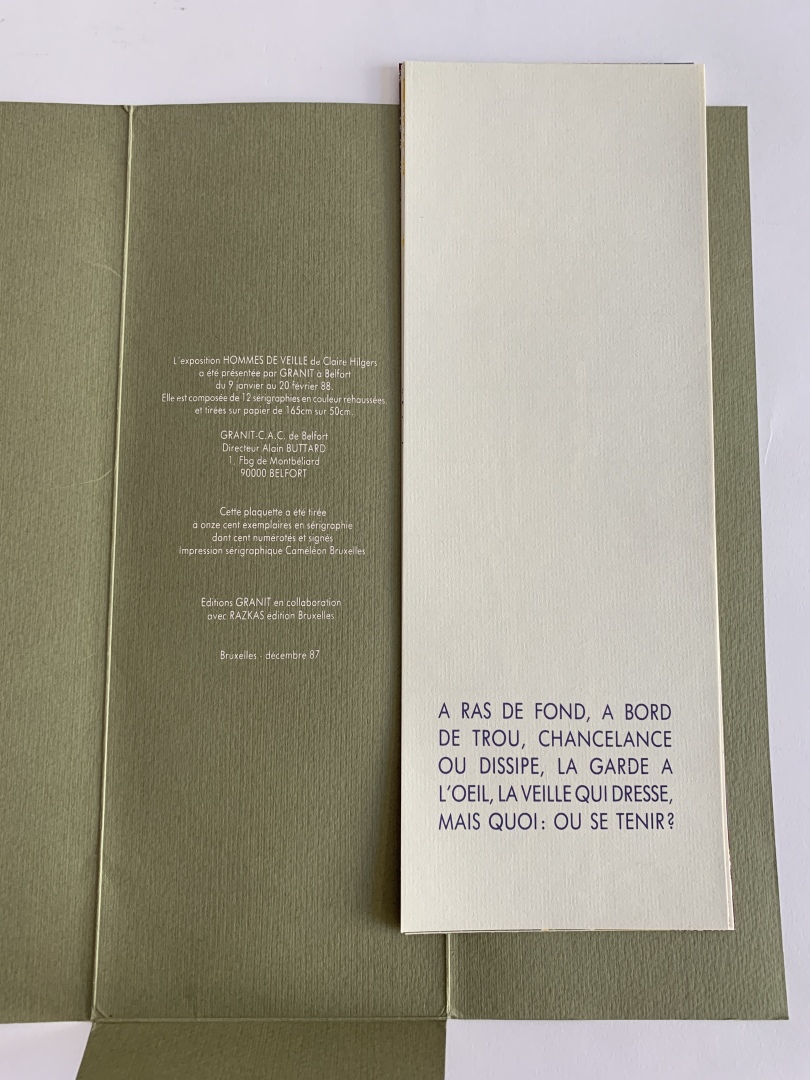 L'exposition HOMMES DE VEILLE de Claire Hilgers
a été présentée par GRANIT à Belfort
du 9 janvier au 20 février 88.
Elle est composée de 12 sérigraphies en couleur rehaussées
et tirées sur papier de 165cm sur 50cm.
GRANIT-C.A.C. de Belfort
Directeur Alain BUTTARD
1, Fbg de Montbéliard
90000 BELFORT
Cette plaquette a été tirée
à onze cent exemplaires en sérigraphie
dont cent numérotés et signés
Impression sérigraphique Caméléon Bruxelles
Editions GRANIT en collaboration
avec RAZKAS édition Bruxelles
Bruxelles - décembre 87
A RAS DE FOND, A BORD
DE TROU, CHANCELANCE
OU DISSIPE, LA GARDE A
L'OEIL, LA VEILLE QUI DRESSE,
MAIS QUOI : OU SE TENIR ?